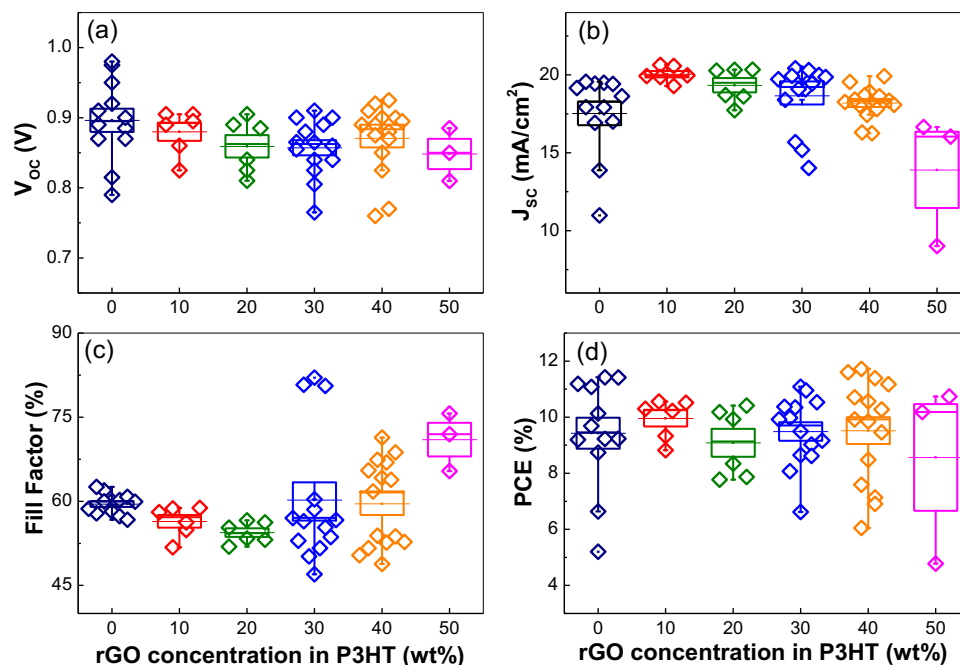 (a)
1.0
0.9
0.8
0.7
V_OC (V)
0 10 20 30 40 50
(b)
20
15
10
J_SC (mA/cm²)
0 10 20 30 40 50
(c)
90
75
60
45
Fill Factor (%)
0 10 20 30 40 50
rGO concentration in P3HT (wt%)
(d)
12
10
8
6
4
PCE (%)
0 10 20 30 40 50
rGO concentration in P3HT (wt%)